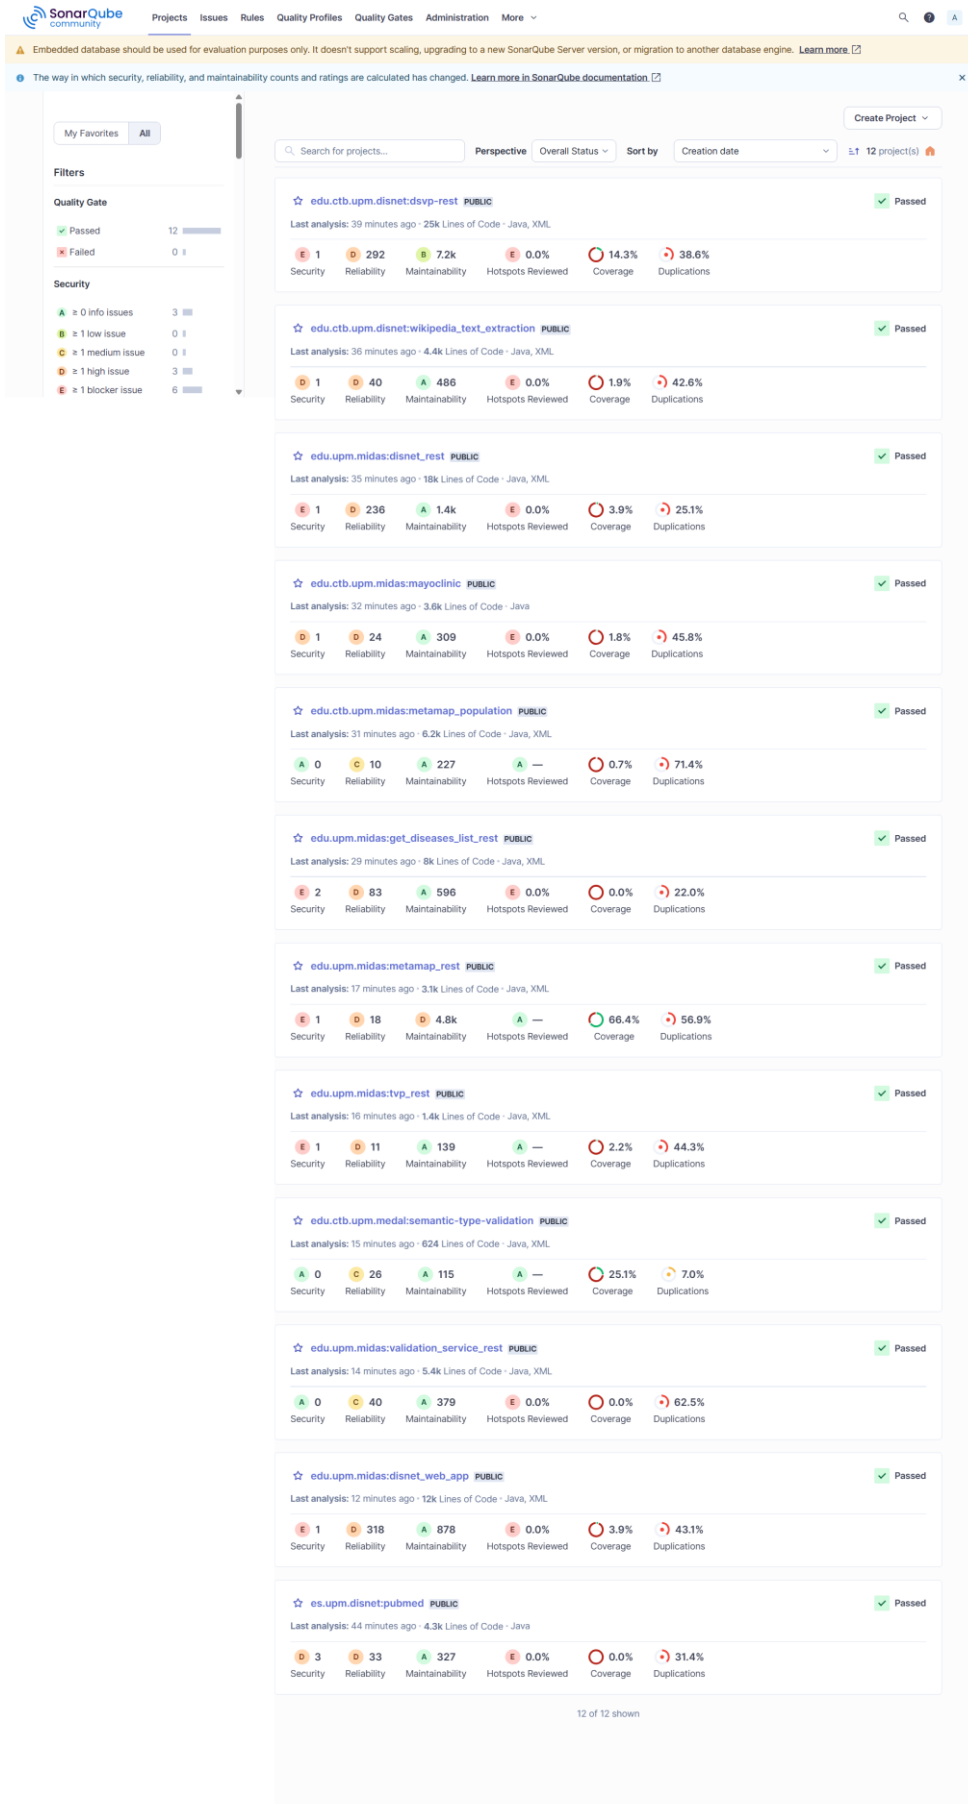 SonarQube community
Projects Issues Rules Quality Profiles Quality Gates Administration More
A
Embedded database should be used for evaluation purposes only. It doesn't support scaling, upgrading to a new SonarQube Server version, or migration to another database engine. Learn more
The way in which security, reliability, and maintainability counts and ratings are calculated has changed. Learn more in SonarQube documentation
My Favorites All
Filters
Quality Gate
Passed 12
Failed 0
Security
A ≥ 0 info issues 3
B ≥ 1 low issue 0
C ≥ 1 medium issue 0
D ≥ 1 high issue 3
E ≥ 1 blocker issue 6
Create Project
Search for projects... Perspective Overall Status Sort by Creation date 12 project(s)
edu.ctb.upm.disnet:dsvp-rest PUBLIC Passed
Last analysis: 39 minutes ago · 25k Lines of Code · Java, XML
E 1 D 292 B 7.2k E 0.0% 14.3% 38.6%
Security Reliability Maintainability Hotspots Reviewed Coverage Duplications
edu.ctb.upm.disnet:wikipedia_text_extraction PUBLIC Passed
Last analysis: 36 minutes ago · 4.4k Lines of Code · Java, XML
D 1 D 40 A 486 E 0.0% 1.9% 42.6%
Security Reliability Maintainability Hotspots Reviewed Coverage Duplications
edu.upm.midas:disnet_rest PUBLIC Passed
Last analysis: 35 minutes ago · 18k Lines of Code · Java, XML
E 1 D 236 A 1.4k E 0.0% 3.9% 25.1%
Security Reliability Maintainability Hotspots Reviewed Coverage Duplications
edu.ctb.upm.midas:mayoclinic PUBLIC Passed
Last analysis: 32 minutes ago · 3.6k Lines of Code · Java
D 1 D 24 A 309 E 0.0% 1.8% 45.8%
Security Reliability Maintainability Hotspots Reviewed Coverage Duplications
edu.ctb.upm.midas:metamap_population PUBLIC Passed
Last analysis: 31 minutes ago · 6.2k Lines of Code · Java, XML
A 0 C 10 A 227 A — 0.7% 71.4%
Security Reliability Maintainability Hotspots Reviewed Coverage Duplications
edu.upm.midas:get_diseases_list_rest PUBLIC Passed
Last analysis: 29 minutes ago · 8k Lines of Code · Java, XML
E 2 D 83 A 596 E 0.0% 0.0% 22.0%
Security Reliability Maintainability Hotspots Reviewed Coverage Duplications
edu.upm.midas:metamap_rest PUBLIC Passed
Last analysis: 17 minutes ago · 3.1k Lines of Code · Java, XML
E 1 D 18 D 4.8k A — 66.4% 56.9%
Security Reliability Maintainability Hotspots Reviewed Coverage Duplications
edu.upm.midas:tvp_rest PUBLIC Passed
Last analysis: 16 minutes ago · 1.4k Lines of Code · Java, XML
E 1 D 11 A 139 A — 2.2% 44.3%
Security Reliability Maintainability Hotspots Reviewed Coverage Duplications
edu.ctb.upm.medal:semantic-type-validation PUBLIC Passed
Last analysis: 15 minutes ago · 624 Lines of Code · Java, XML
A 0 C 26 A 115 A — 25.1% 7.0%
Security Reliability Maintainability Hotspots Reviewed Coverage Duplications
edu.upm.midas:validation_service_rest PUBLIC Passed
Last analysis: 14 minutes ago · 5.4k Lines of Code · Java, XML
A 0 C 40 A 379 E 0.0% 0.0% 62.5%
Security Reliability Maintainability Hotspots Reviewed Coverage Duplications
edu.upm.midas:disnet_web_app PUBLIC Passed
Last analysis: 12 minutes ago · 12k Lines of Code · Java, XML
E 1 D 318 A 878 E 0.0% 3.9% 43.1%
Security Reliability Maintainability Hotspots Reviewed Coverage Duplications
es.upm.disnet:pubmed PUBLIC Passed
Last analysis: 44 minutes ago · 4.3k Lines of Code · Java
D 3 D 33 A 327 E 0.0% 0.0% 31.4%
Security Reliability Maintainability Hotspots Reviewed Coverage Duplications
12 of 12 shown